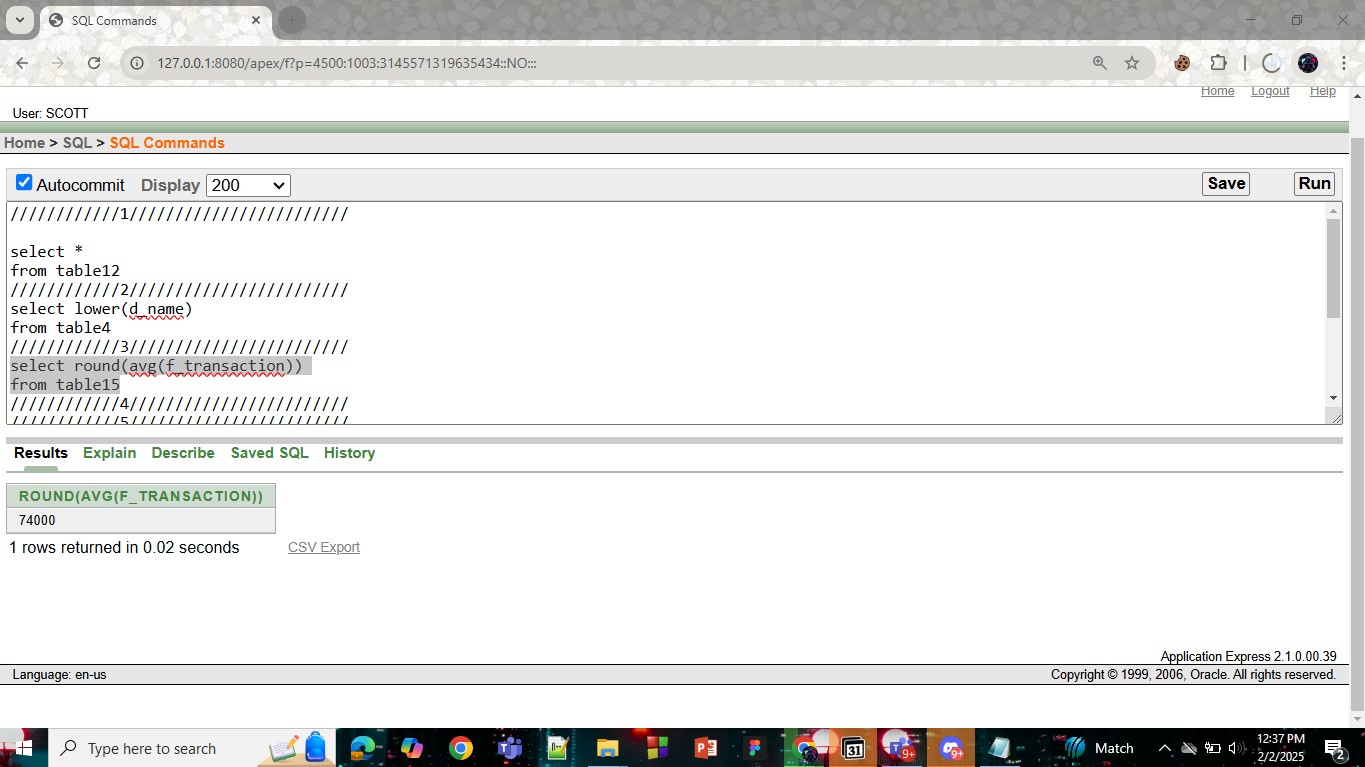 SQL Commands
127.0.0.1:8080/apex/f?p=4500:1003:3145571319635434::NO:::
Home Logout Help
User: SCOTT
Home > SQL > SQL Commands
Autocommit Display 200 Save Run
////////////1////////////////////////
select *
from table12
////////////2////////////////////////
select lower(d_name)
from table4
////////////3////////////////////////
select round(avg(f_transaction))
from table15
////////////4////////////////////////
////////////5////////////////////////
Results Explain Describe Saved SQL History
ROUND(AVG(F_TRANSACTION))
74000
1 rows returned in 0.02 seconds CSV Export
Application Express 2.1.0.00.39
Language: en-us Copyright © 1999, 2006, Oracle. All rights reserved.
Type here to search 31 9+ 9+ Match 12:37 PM
2/2/2025 2